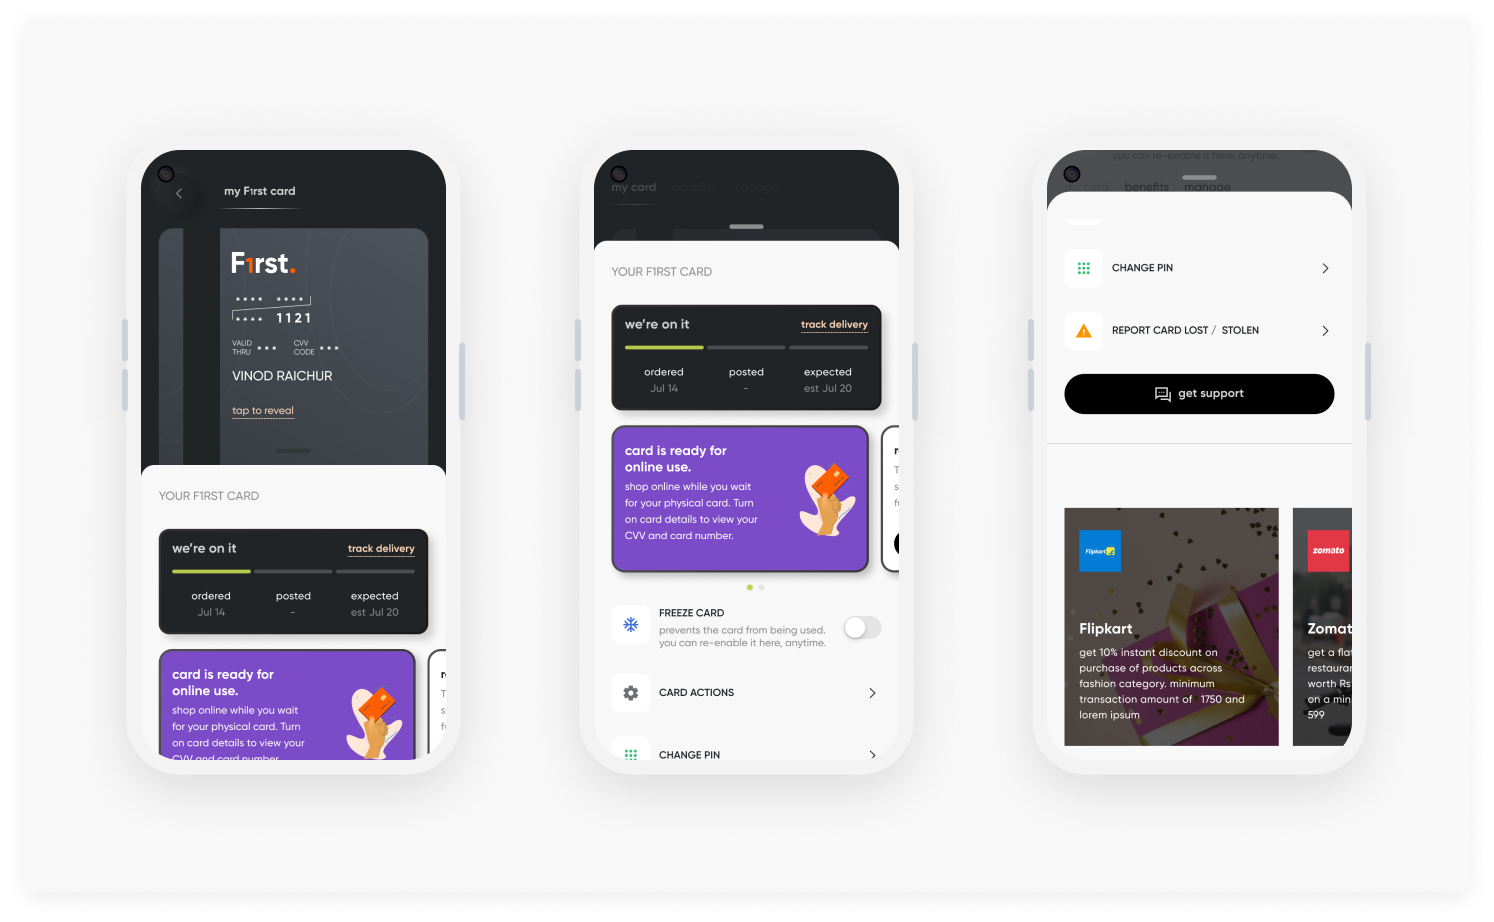 my F1rst card
F1rst.
**** ****
**** 1121
VALID THRU *** CVV CODE ***
VINOD RAICHUR
tap to reveal
YOUR F1RST CARD
we're on it track delivery
ordered posted expected
Jul 14 - est Jul 20
card is ready for
online use.
shop online while you wait
for your physical card. Turn
on card details to view your
CVV and card number.
my card benefits manage
YOUR F1RST CARD
we're on it track delivery
ordered posted expected
Jul 14 - est Jul 20
card is ready for
online use.
shop online while you wait
for your physical card. Turn
on card details to view your
CVV and card number.
FREEZE CARD
prevents the card from being used.
you can re-enable it here, anytime.
CARD ACTIONS
CHANGE PIN
you can re-enable it here, anytime.
my card benefits manage
CHANGE PIN
REPORT CARD LOST / STOLEN
get support
Flipkart
Flipkart
get 10% instant discount on
purchase of products across
fashion category. minimum
transaction amount of 1750 and
lorem ipsum
zomato
Zomat
get a fla
restaurar
worth Rs
on a min
599